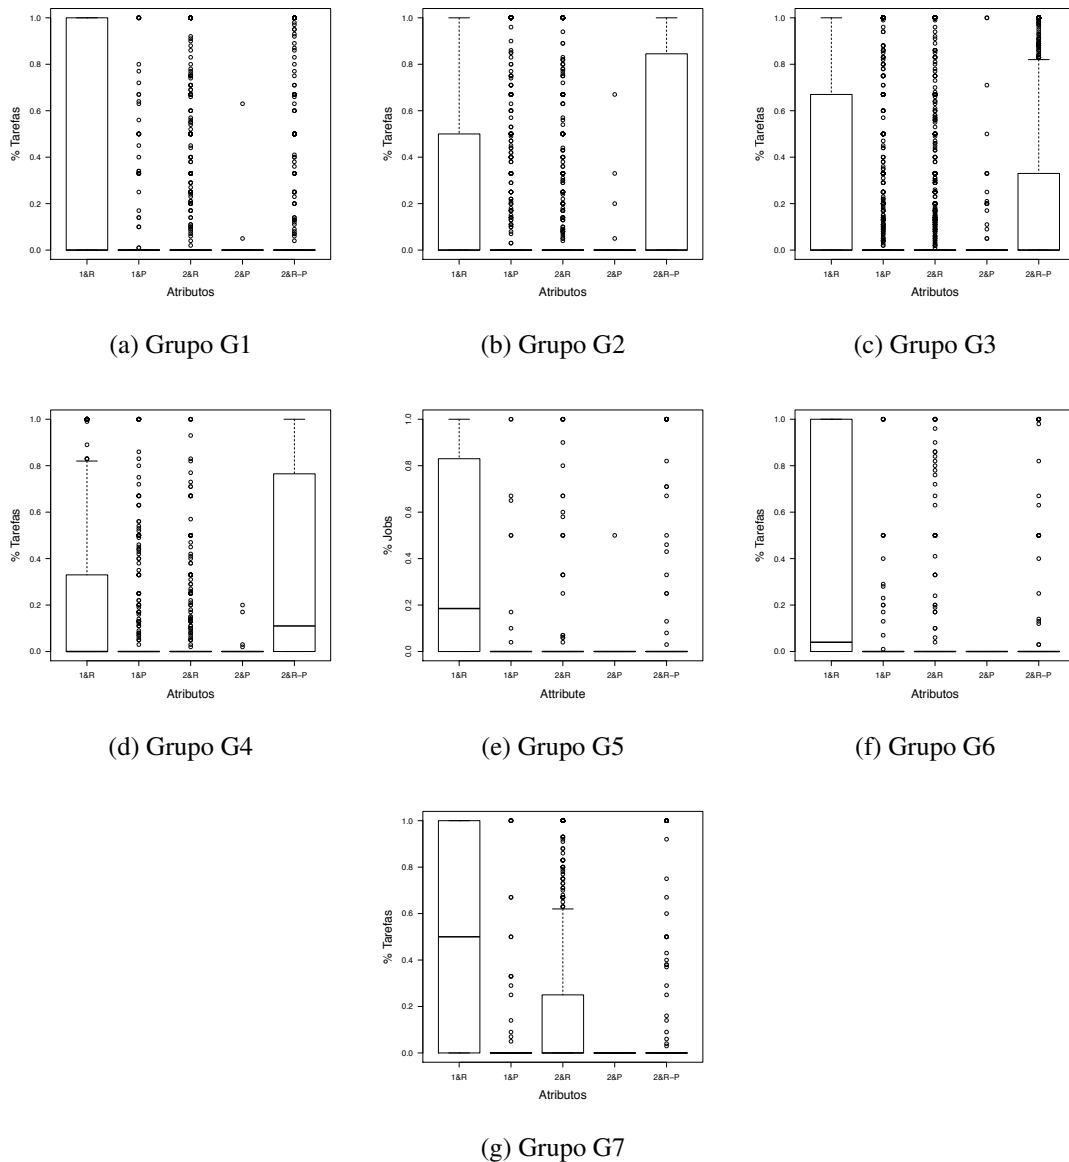 % Tarefas
1.0
0.8
0.6
0.4
0.2
0.0
1&R 1&P 2&R 2&P 2&R−P
Atributos
(a) Grupo G1
% Tarefas
1.0
0.8
0.6
0.4
0.2
0.0
1&R 1&P 2&R 2&P 2&R−P
Atributos
(b) Grupo G2
% Tarefas
1.0
0.8
0.6
0.4
0.2
0.0
1&R 1&P 2&R 2&P 2&R−P
Atributos
(c) Grupo G3
% Tarefas
1.0
0.8
0.6
0.4
0.2
0.0
1&R 1&P 2&R 2&P 2&R−P
Atributos
(d) Grupo G4
% Jobs
1.0
0.8
0.6
0.4
0.2
0.0
1&R 1&P 2&R 2&P 2&R−P
Attribute
(e) Grupo G5
% Tarefas
1.0
0.8
0.6
0.4
0.2
0.0
1&R 1&P 2&R 2&P 2&R−P
Atributos
(f) Grupo G6
% Tarefas
1.0
0.8
0.6
0.4
0.2
0.0
1&R 1&P 2&R 2&P 2&R−P
Atributos
(g) Grupo G7